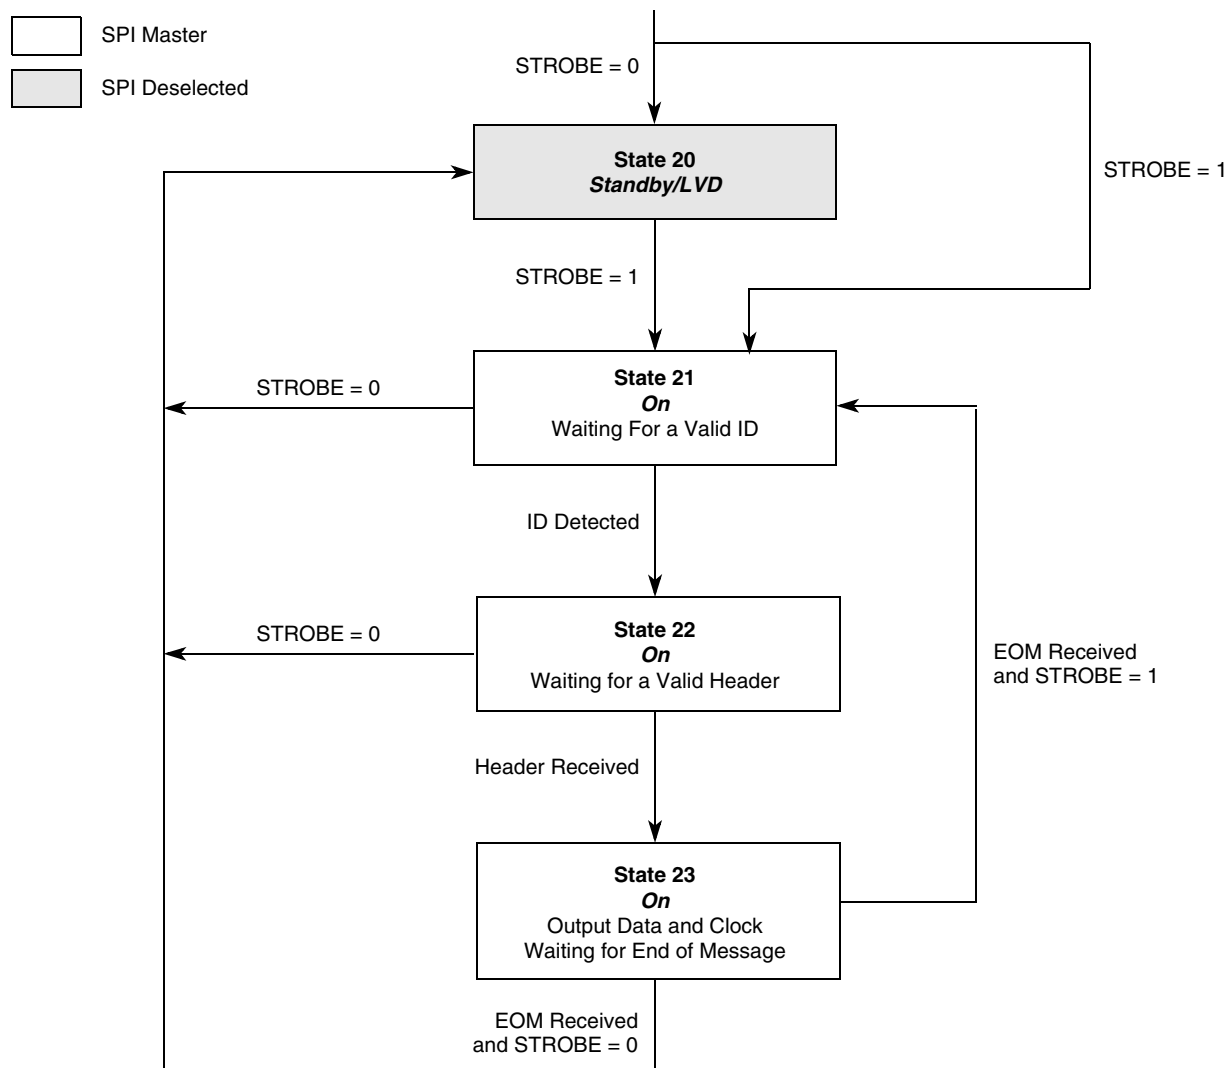 SPI Master
SPI Deselected
STROBE = 0
STROBE = 1
State 20
Standby/LVD
STROBE = 1
State 21
On
Waiting For a Valid ID
STROBE = 0
ID Detected
State 22
On
Waiting for a Valid Header
STROBE = 0
EOM Received
and STROBE = 1
Header Received
State 23
On
Output Data and Clock
Waiting for End of Message
EOM Received
and STROBE = 0